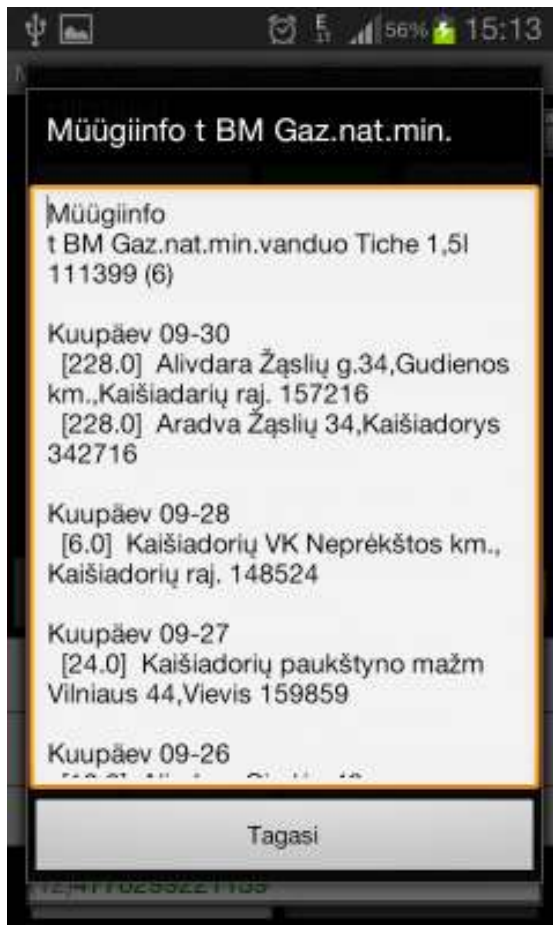 56% 15:13
Müügiinfo t BM Gaz.nat.min.
Müügiinfo
t BM Gaz.nat.min.vanduo Tiche 1,5l
111399 (6)
Kuupäev 09-30
[228.0] Alivdara Žąslių g.34,Gudienos
km.,Kaišiadarių raj. 157216
[228.0] Aradva Žąslių 34,Kaišiadorys
342716
Kuupäev 09-28
[6.0] Kaišiadorių VK Neprėkštos km.,
Kaišiadorių raj. 148524
Kuupäev 09-27
[24.0] Kaišiadorių paukštyno mažm
Vilniaus 44,Vievis 159859
Kuupäev 09-26
Tagasi